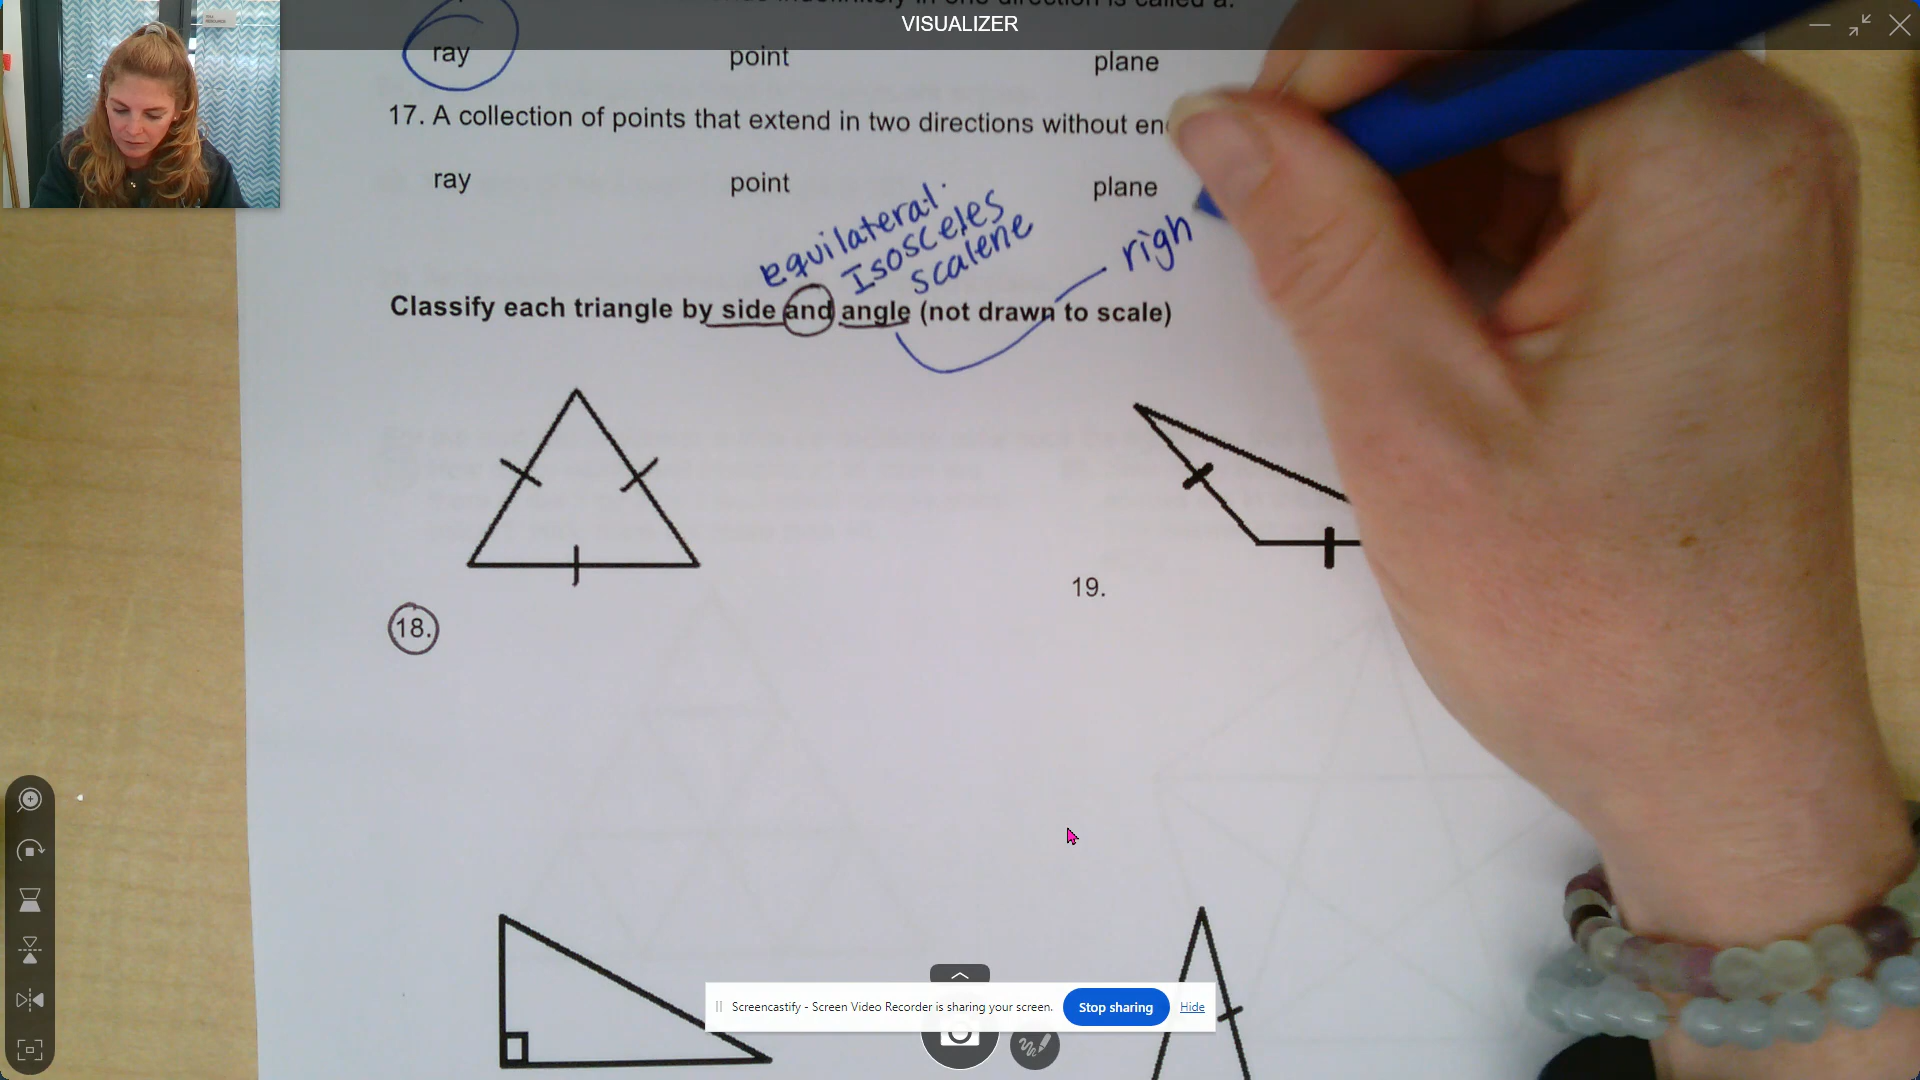 VISUALIZER
ray point plane
17. A collection of points that extend in two directions without en
ray point plane
equilateral
Isosceles
scalene
righ
Classify each triangle by side and angle (not drawn to scale)
18.
19.
Screencastify - Screen Video Recorder is sharing your screen. Stop sharing Hide